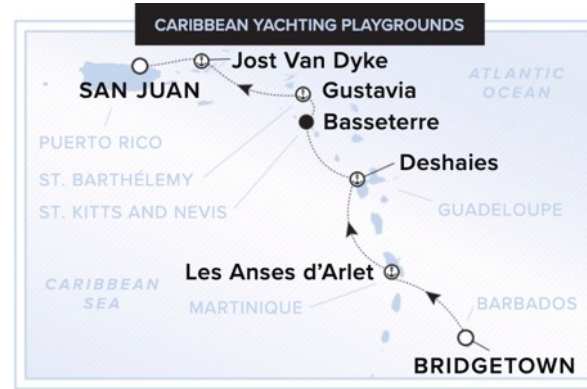 CARIBBEAN YACHTING PLAYGROUNDS
Jost Van Dyke
ATLANTIC
OCEAN
SAN JUAN
Gustavia
Basseterre
PUERTO RICO
Deshaies
ST. BARTHÉLEMY
ST. KITTS AND NEVIS
GUADELOUPE
Les Anses d'Arlet
CARIBBEAN
SEA
MARTINIQUE
BARBADOS
BRIDGETOWN